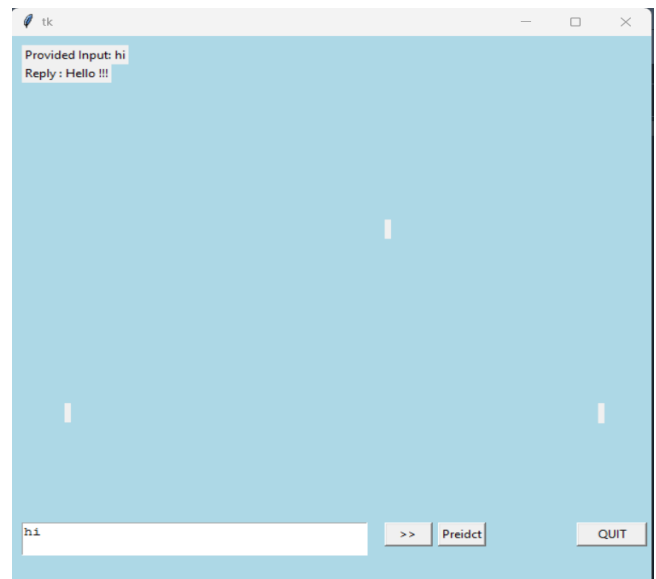 tk
Provided Input: hi
Reply : Hello !!!
hi
>> Preidct QUIT